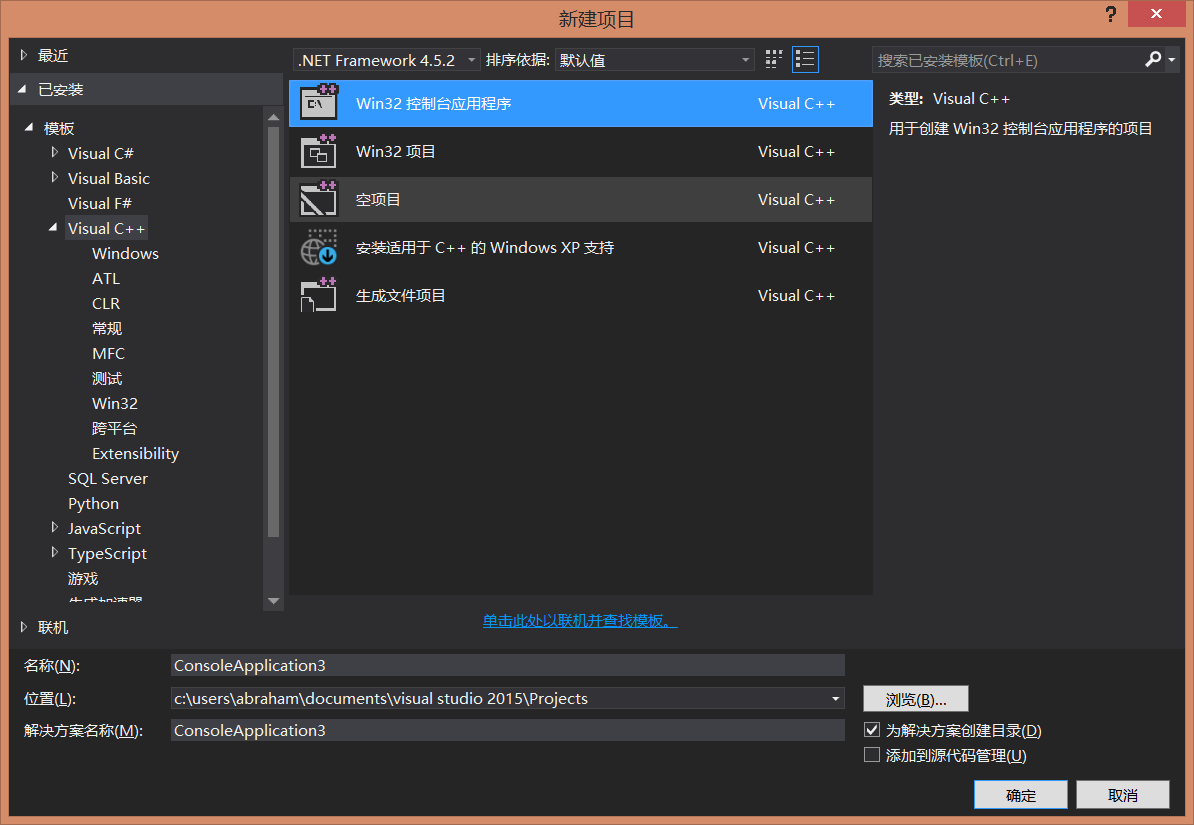 新建项目
?
最近
已安装
模板
Visual C#
Visual Basic
Visual F#
Visual C++
Windows
ATL
CLR
常规
MFC
测试
Win32
跨平台
Extensibility
SQL Server
Python
JavaScript
TypeScript
游戏
生成加速器
联机
.NET Framework 4.5.2 排序依据: 默认值
搜索已安装模板(Ctrl+E)
Win32 控制台应用程序 Visual C++
Win32 项目 Visual C++
空项目 Visual C++
安装适用于 C++ 的 Windows XP 支持 Visual C++
生成文件项目 Visual C++
单击此处以联机并查找模板。
类型: Visual C++
用于创建 Win32 控制台应用程序的项目
名称(N): ConsoleApplication3
位置(L): c:\users\abraham\documents\visual studio 2015\Projects 浏览(B)...
解决方案名称(M): ConsoleApplication3 为解决方案创建目录(D)
添加到源代码管理(U)
确定 取消